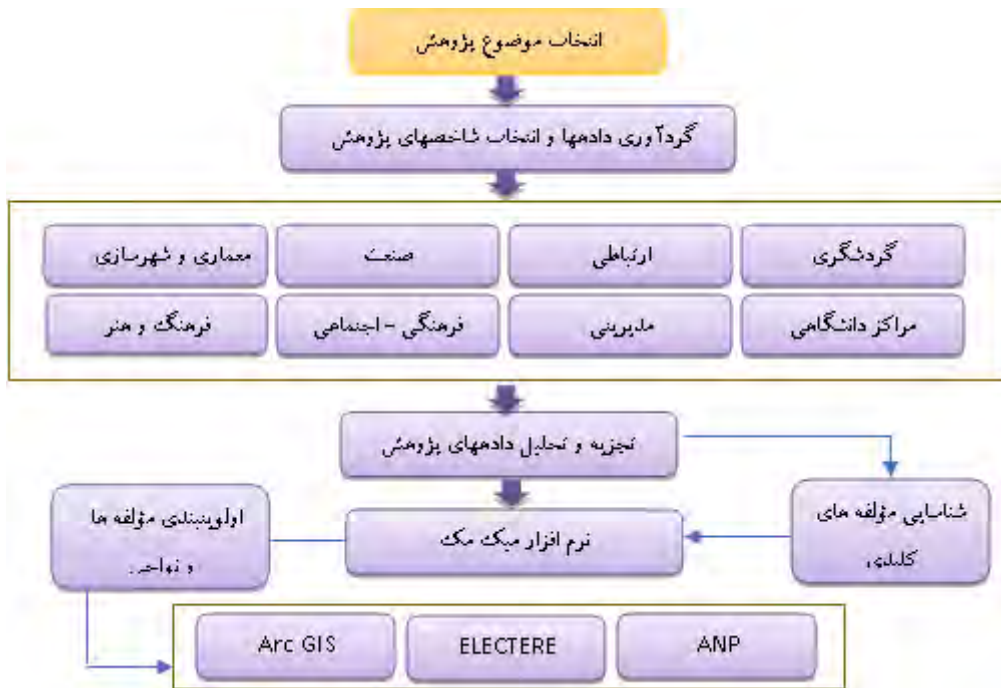 انتخاب موضوع پژوهش
گردآوری دادهها و انتخاب شاخصهای پژوهش
گردشگری
ارتباطی
صنعت
معماری و شهرسازی
مراکز دانشگاهی
مدیریتی
فرهنگی - اجتماعی
فرهنگ و هنر
تجزیه و تحلیل دادههای پژوهش
شناسایی مؤلفه های
کلیدی
نرم افزار میک مک
اولویتبندی مؤلفه ها
و نواحی
ANP
ELECTERE
Arc GIS